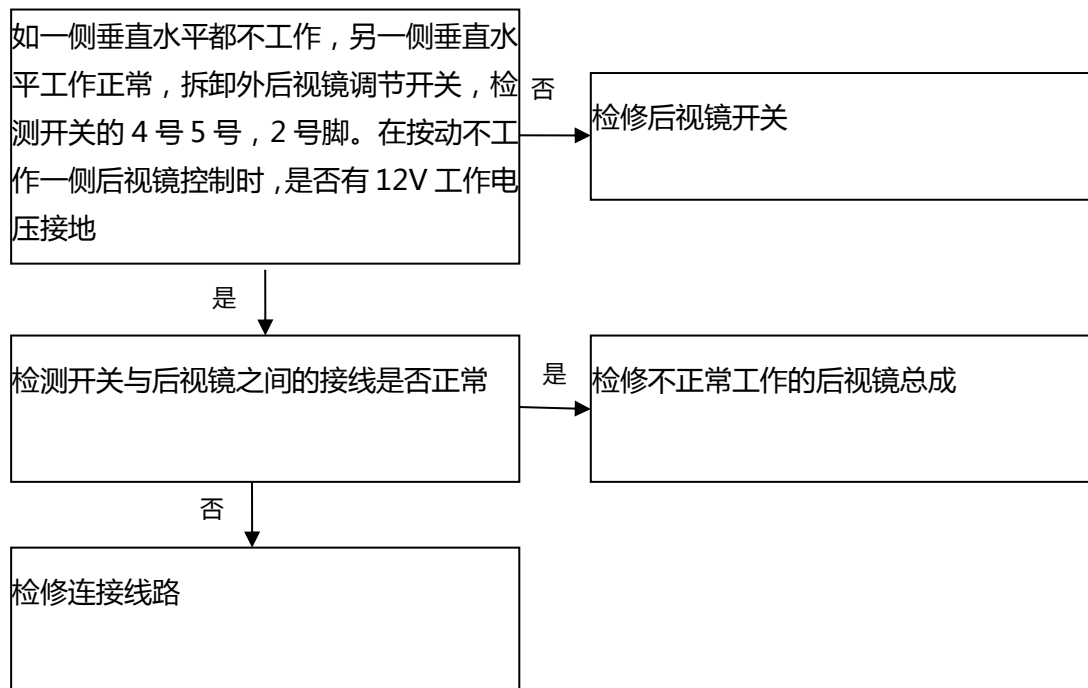 如一侧垂直水平都不工作，另一侧垂直水
平工作正常，拆卸外后视镜调节开关，检
测开关的 4 号 5 号，2 号脚。在按动不工
作一侧后视镜控制时，是否有 12V 工作电
压接地
否
检修后视镜开关
是
检测开关与后视镜之间的接线是否正常
是
检修不正常工作的后视镜总成
否
检修连接线路